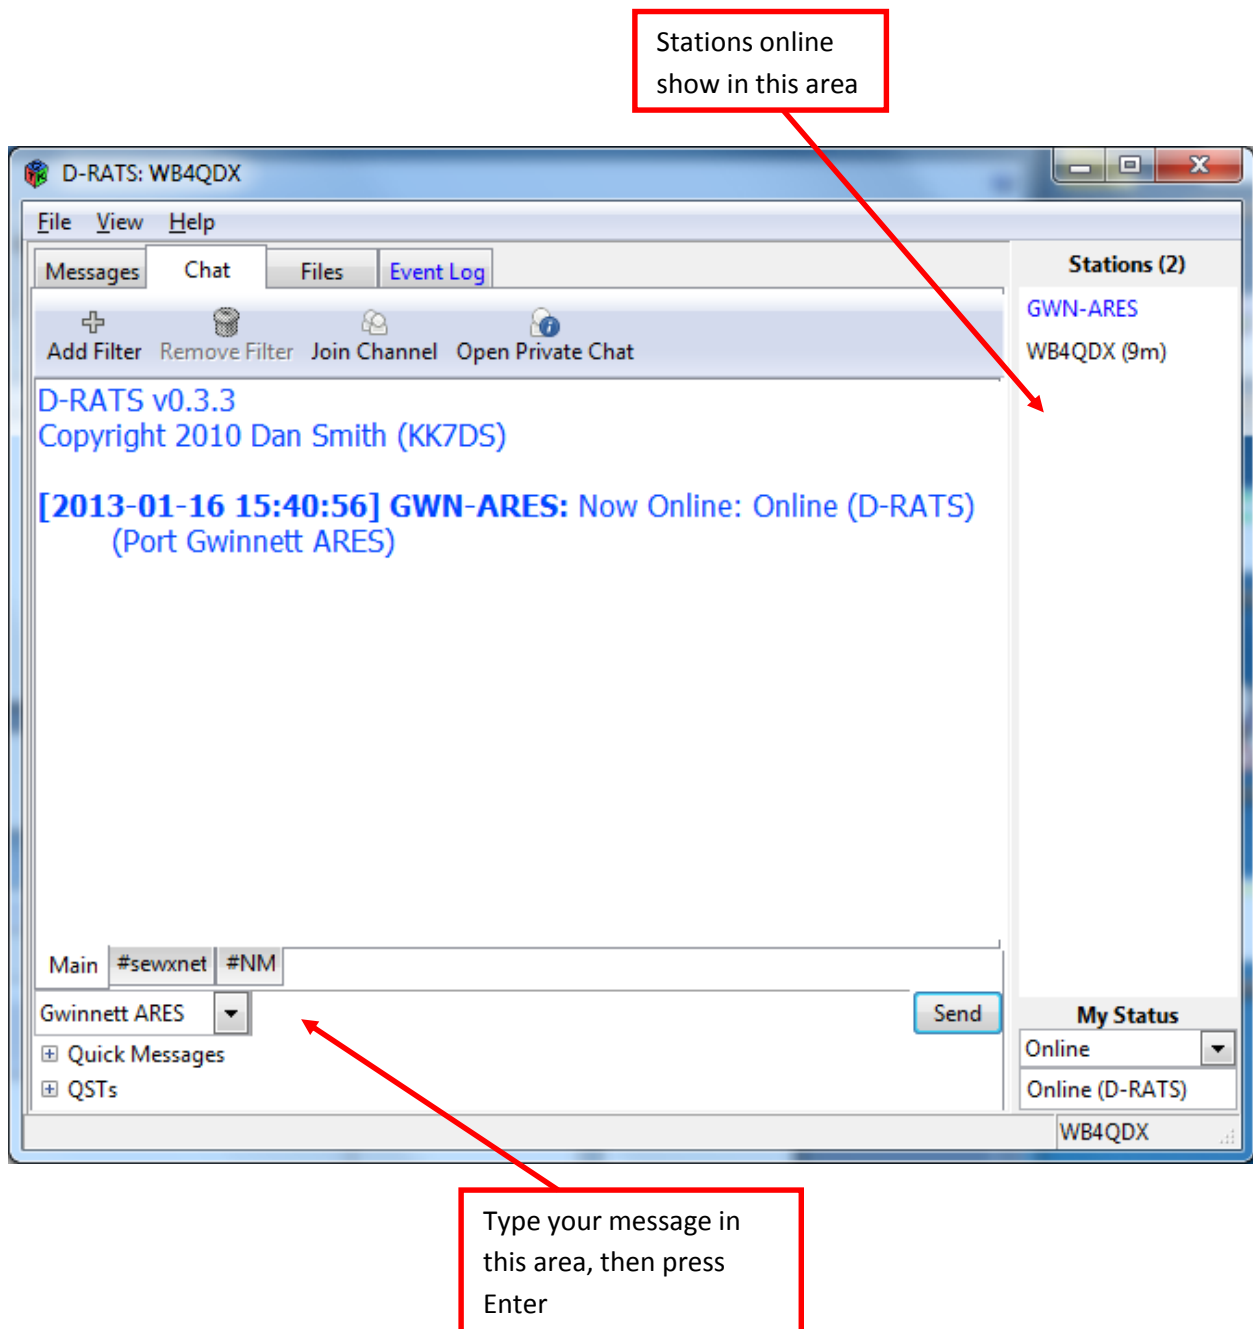 Stations online
show in this area
D-RATS: WB4QDX
File View Help
Messages Chat Files Event Log
Stations (2)
Add Filter Remove Filter Join Channel Open Private Chat
GWN-ARES
WB4QDX (9m)
D-RATS v0.3.3
Copyright 2010 Dan Smith (KK7DS)
[2013-01-16 15:40:56] GWN-ARES: Now Online: Online (D-RATS)
(Port Gwinnett ARES)
Main #sewxnet #NM
Gwinnett ARES Send
Quick Messages
QSTs
My Status
Online
Online (D-RATS)
WB4QDX
Type your message in
this area, then press
Enter